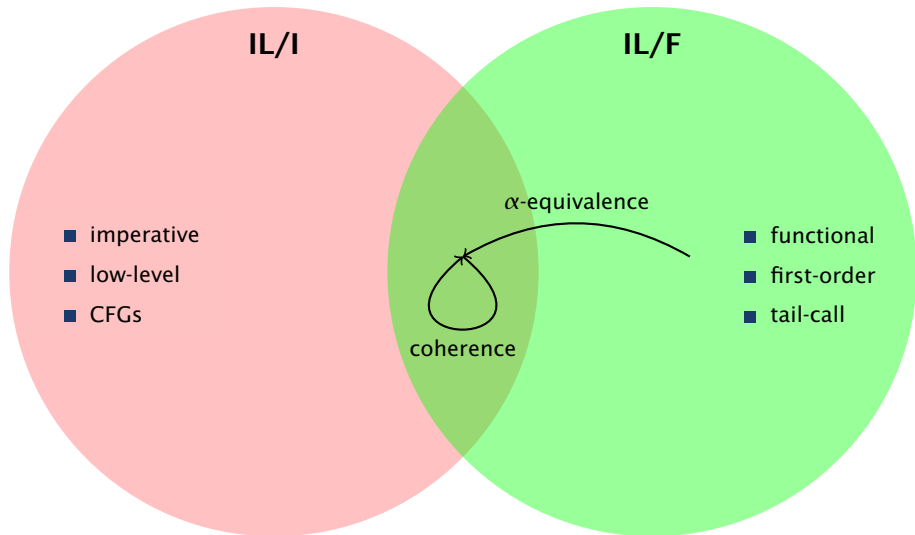 IL/I
IL/F
α-equivalence
imperative
low-level
CFGs
functional
first-order
tail-call
coherence